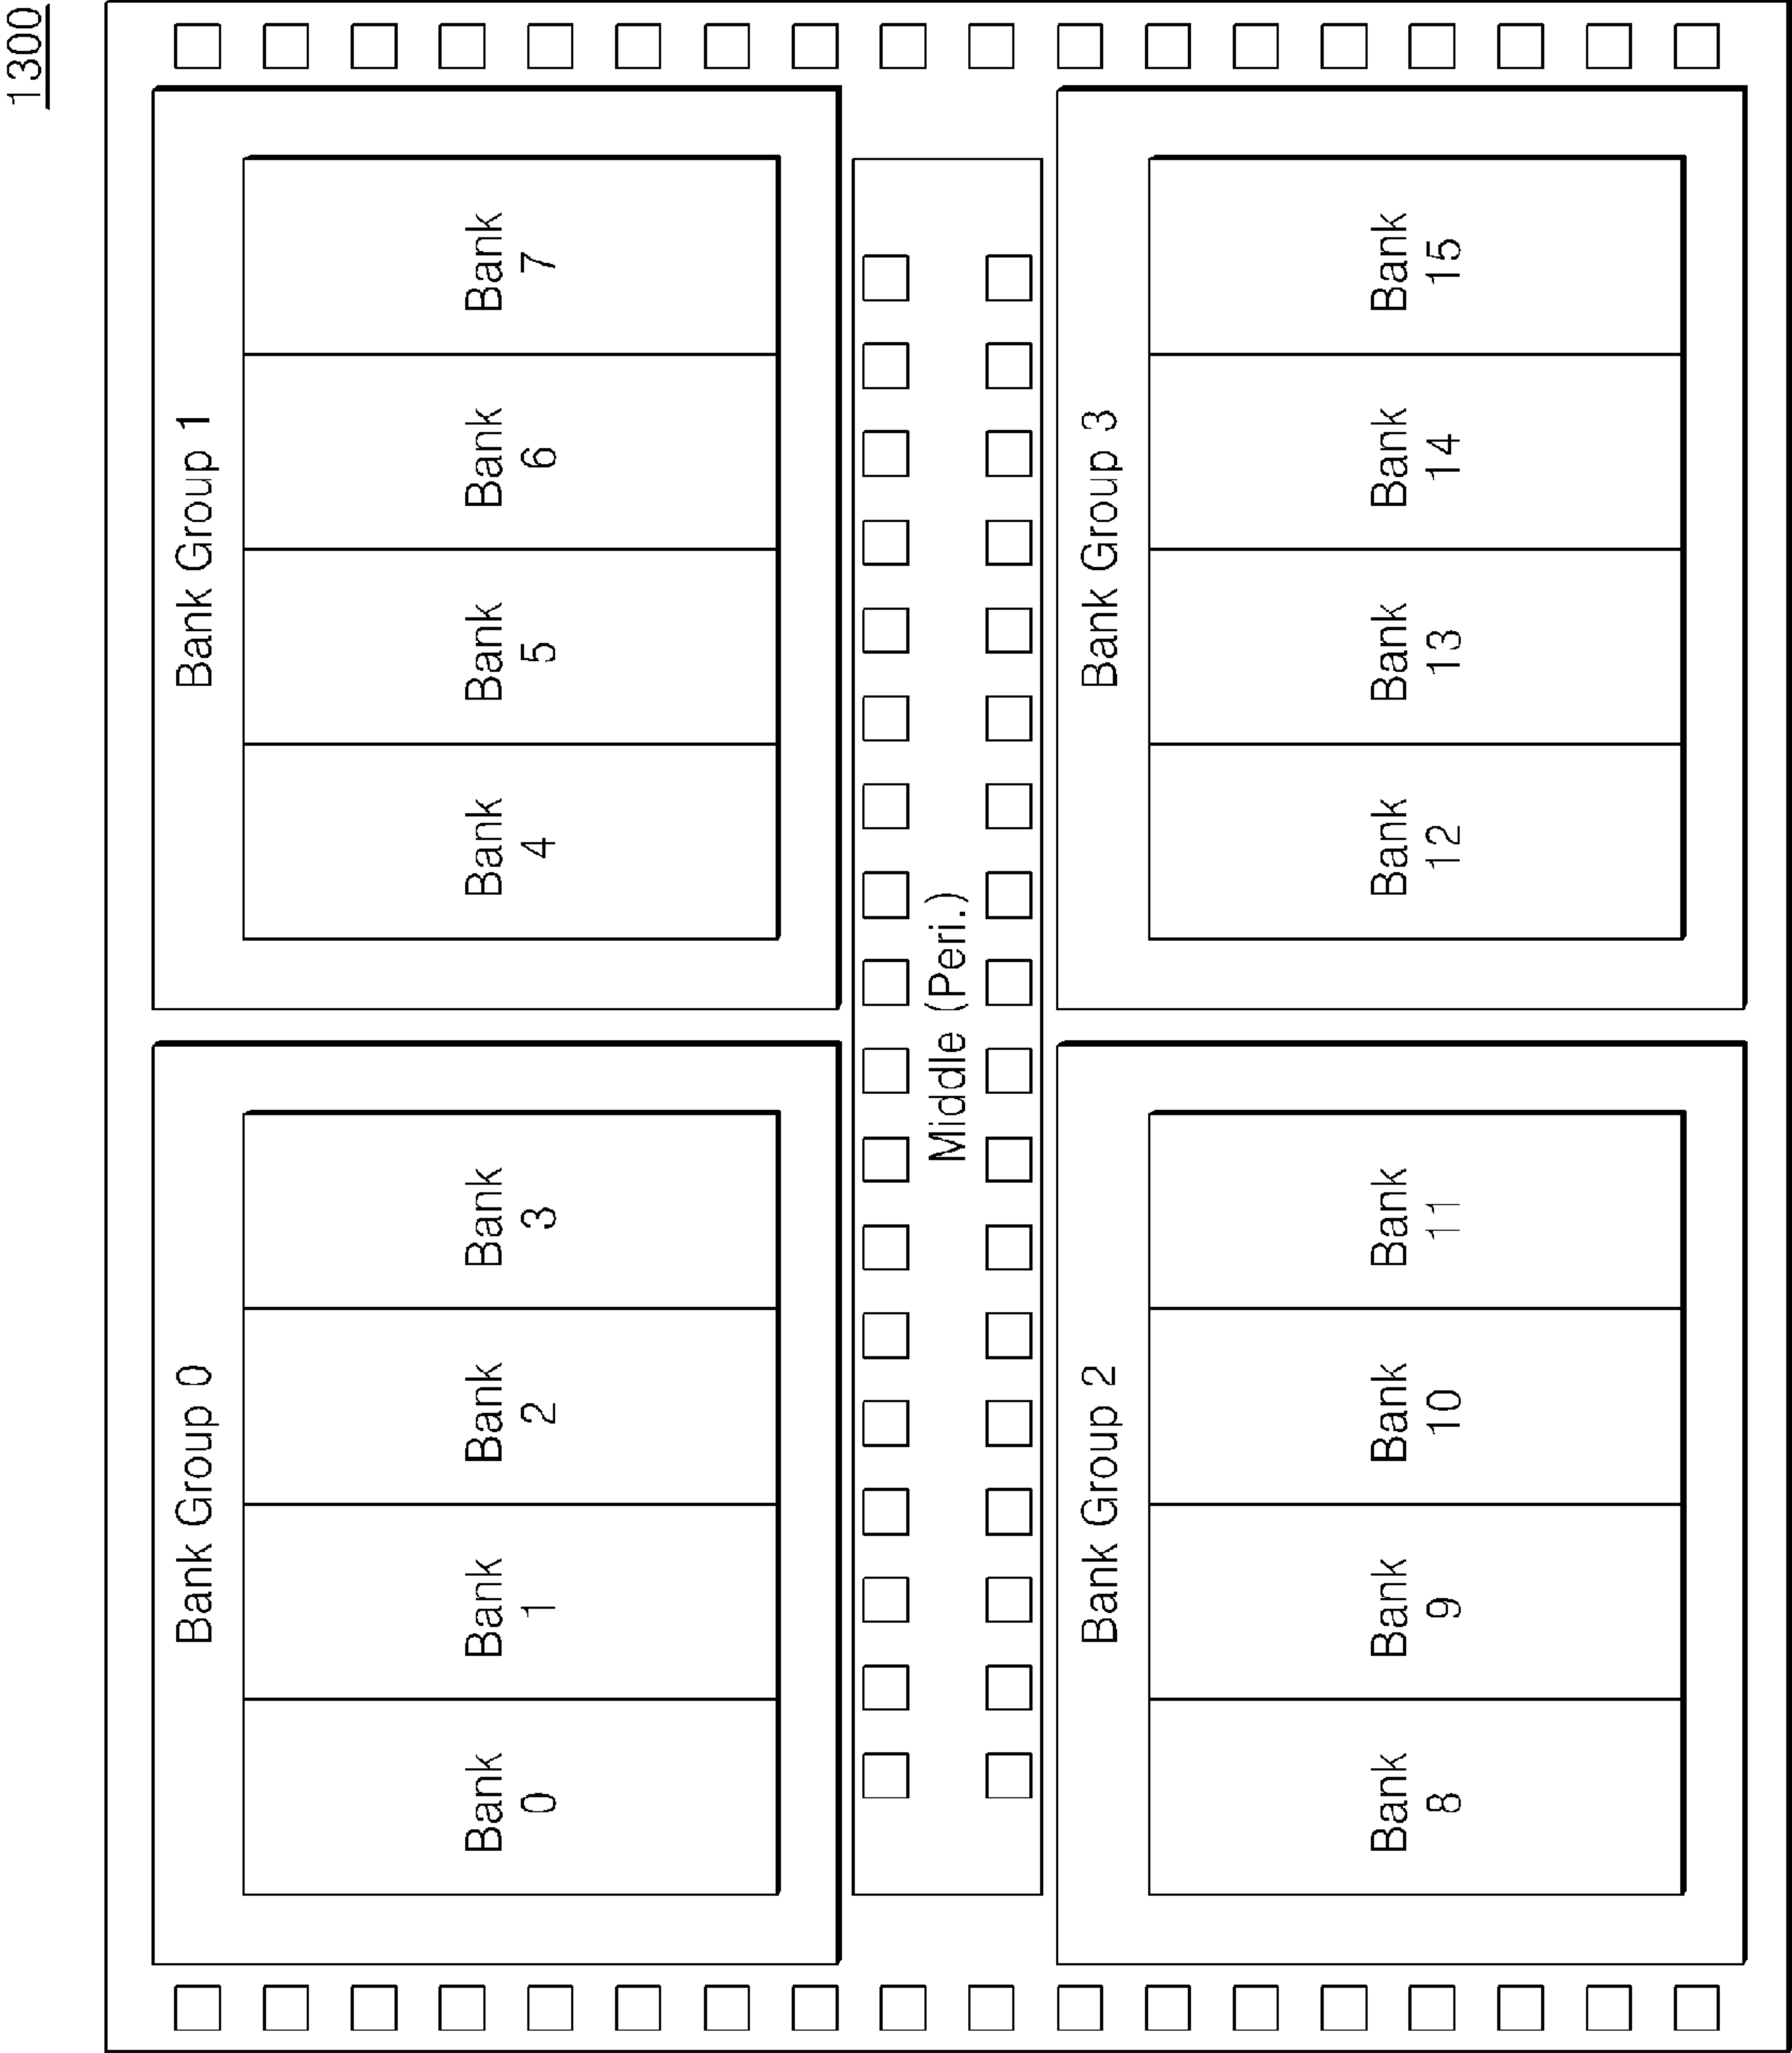 1300
Bank Group 0
Bank
0
Bank
1
Bank
2
Bank
3
Bank Group 1
Bank
4
Bank
5
Bank
6
Bank
7
Middle (Peri.)
Bank Group 2
Bank
8
Bank
9
Bank
10
Bank
11
Bank Group 3
Bank
12
Bank
13
Bank
14
Bank
15